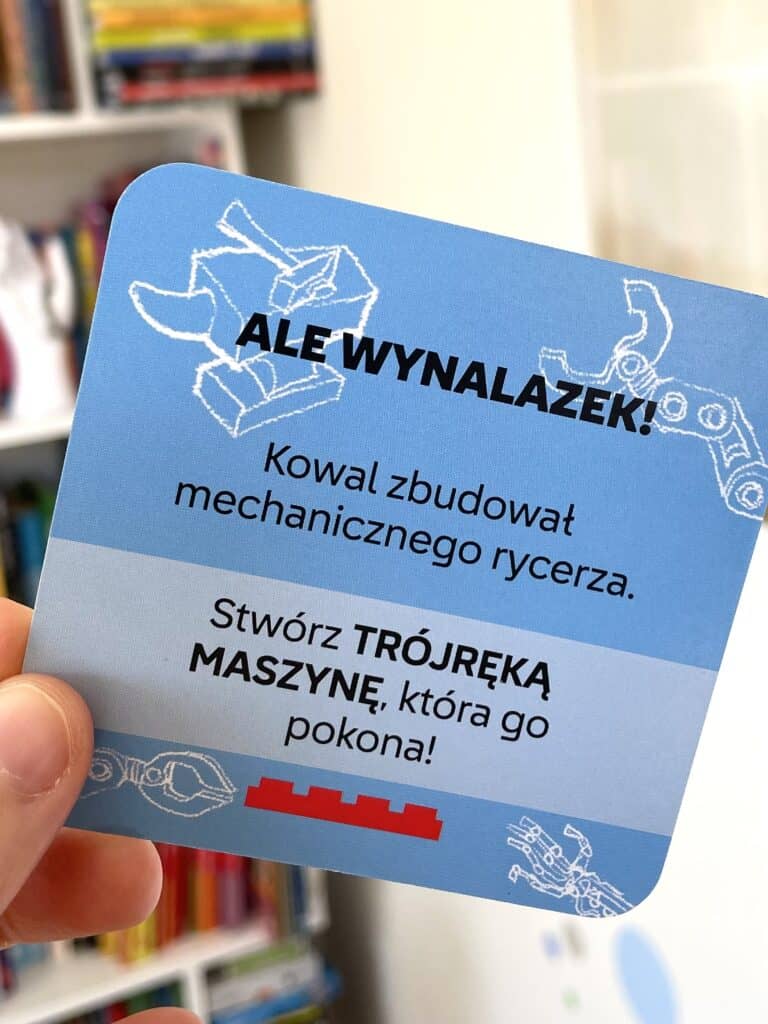 ALE WYNALAZEK!
Kowal zbudował
mechanicznego rycerza.
Stwórz TRÓJRĘKĄ
MASZYNĘ, która go
pokona!